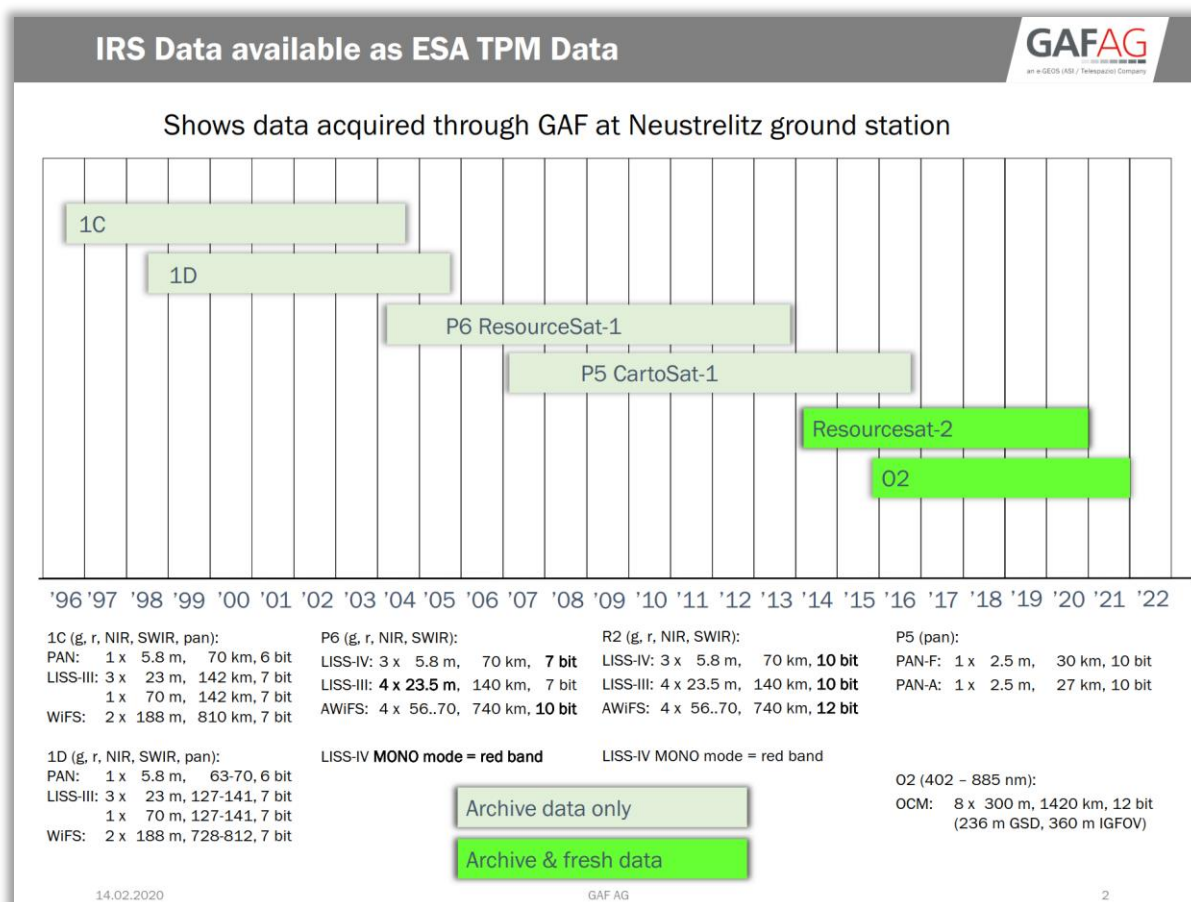 IRS Data available as ESA TPM Data
GAFAG
an e-GEOS (ASI / Telespazio) Company
Shows data acquired through GAF at Neustrelitz ground station
1C
1D
P6 ResourceSat-1
P5 CartoSat-1
Resourcesat-2
O2
'96 '97 '98 '99 '00 '01 '02 '03 '04 '05 '06 '07 '08 '09 '10 '11 '12 '13 '14 '15 '16 '17 '18 '19 '20 '21 '22
1C (g, r, NIR, SWIR, pan):
PAN: 1 x 5.8 m, 70 km, 6 bit
LISS-III: 3 x 23 m, 142 km, 7 bit
1 x 70 m, 142 km, 7 bit
WiFS: 2 x 188 m, 810 km, 7 bit
P6 (g, r, NIR, SWIR):
LISS-IV: 3 x 5.8 m, 70 km, 7 bit
LISS-III: 4 x 23.5 m, 140 km, 7 bit
AWiFS: 4 x 56..70, 740 km, 10 bit
R2 (g, r, NIR, SWIR):
LISS-IV: 3 x 5.8 m, 70 km, 10 bit
LISS-III: 4 x 23.5 m, 140 km, 10 bit
AWiFS: 4 x 56..70, 740 km, 12 bit
P5 (pan):
PAN-F: 1 x 2.5 m, 30 km, 10 bit
PAN-A: 1 x 2.5 m, 27 km, 10 bit
1D (g, r, NIR, SWIR, pan):
PAN: 1 x 5.8 m, 63-70, 6 bit
LISS-III: 3 x 23 m, 127-141, 7 bit
1 x 70 m, 127-141, 7 bit
WiFS: 2 x 188 m, 728-812, 7 bit
LISS-IV MONO mode = red band
LISS-IV MONO mode = red band
O2 (402 – 885 nm):
OCM: 8 x 300 m, 1420 km, 12 bit
(236 m GSD, 360 m IGFOV)
Archive data only
Archive & fresh data
14.02.2020
GAF AG
2